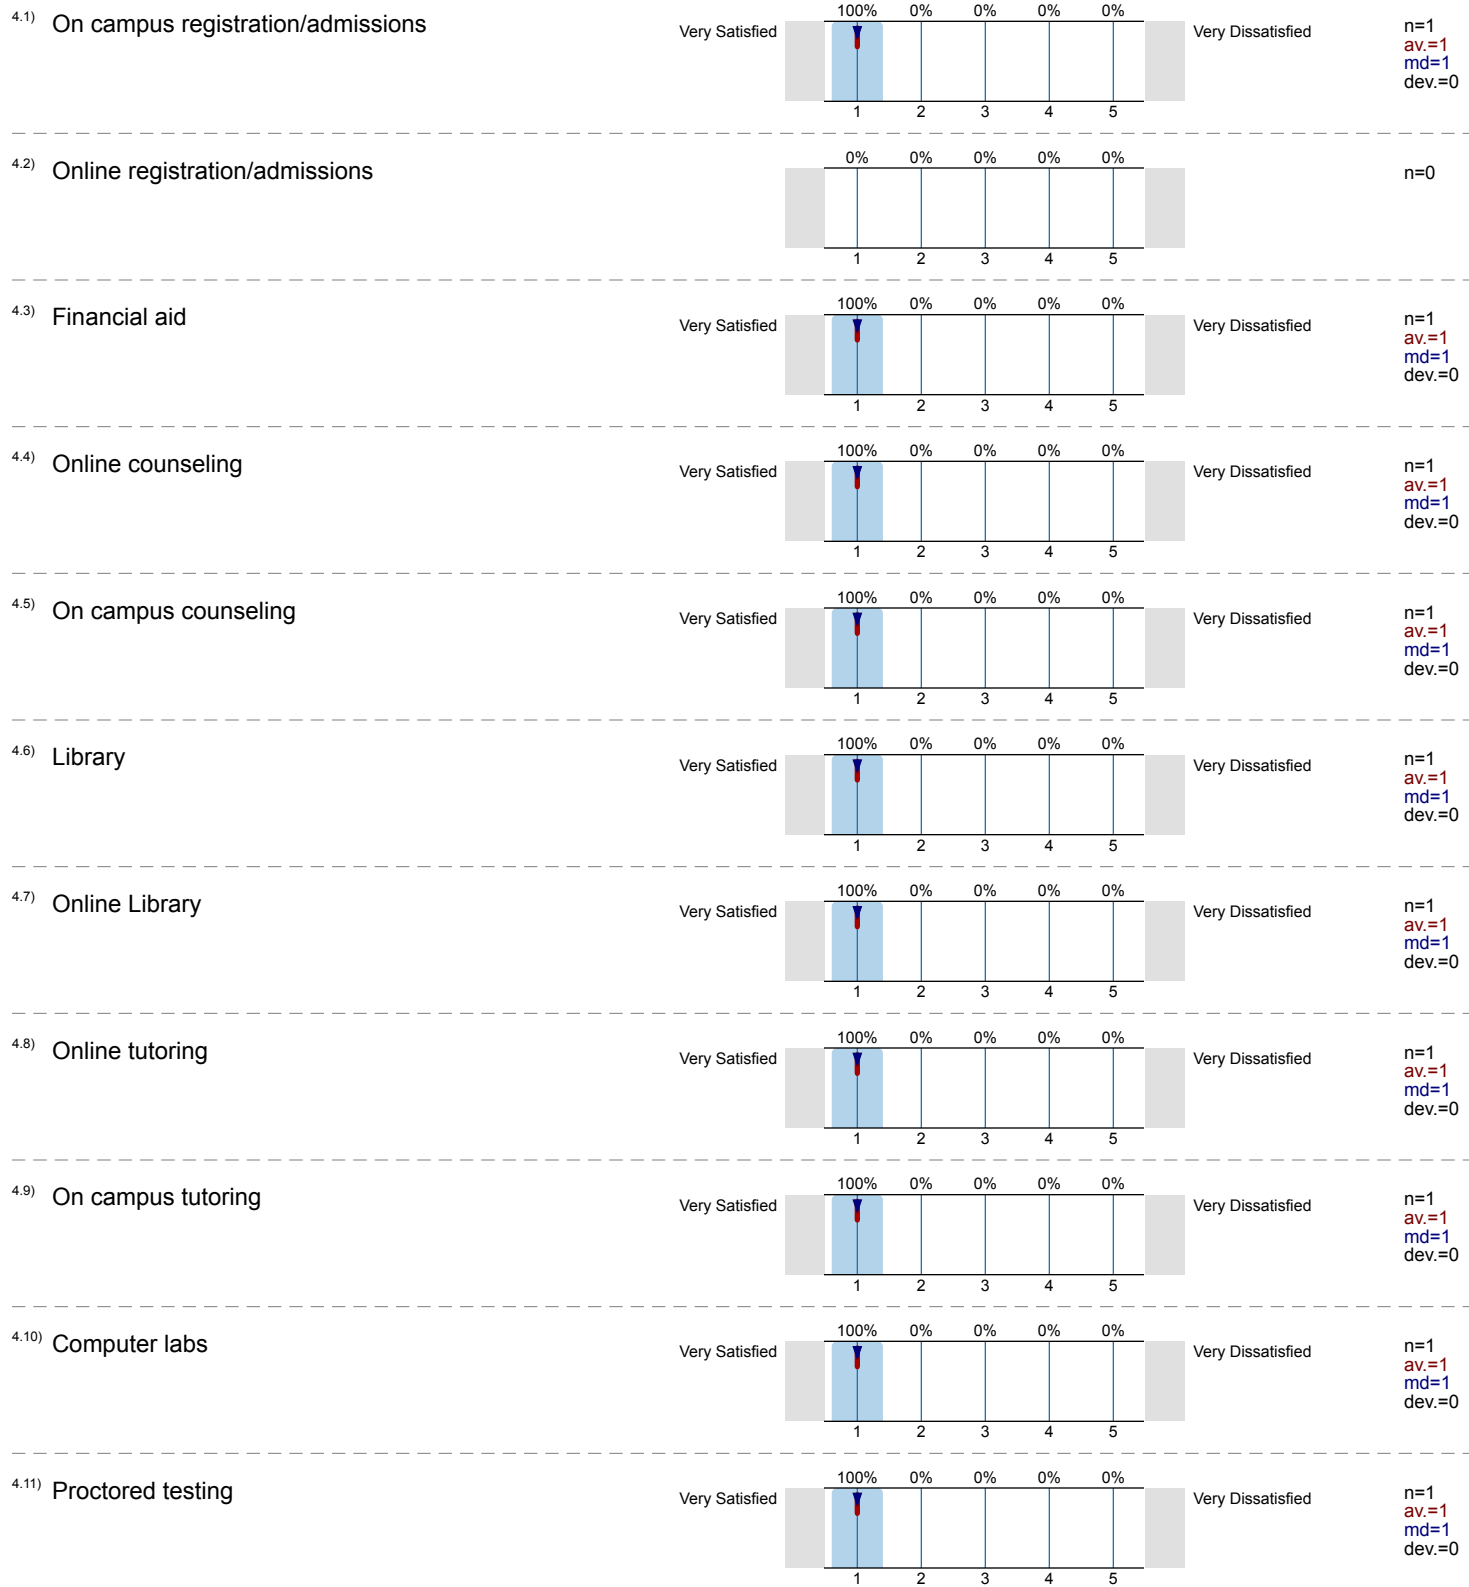 4.1) On campus registration/admissions
100% 0% 0% 0% 0%
Very Satisfied Very Dissatisfied
n=1
av.=1
md=1
dev.=0
1 2 3 4 5
4.2) Online registration/admissions
0% 0% 0% 0% 0%
n=0
1 2 3 4 5
4.3) Financial aid
100% 0% 0% 0% 0%
Very Satisfied Very Dissatisfied
n=1
av.=1
md=1
dev.=0
1 2 3 4 5
4.4) Online counseling
100% 0% 0% 0% 0%
Very Satisfied Very Dissatisfied
n=1
av.=1
md=1
dev.=0
1 2 3 4 5
4.5) On campus counseling
100% 0% 0% 0% 0%
Very Satisfied Very Dissatisfied
n=1
av.=1
md=1
dev.=0
1 2 3 4 5
4.6) Library
100% 0% 0% 0% 0%
Very Satisfied Very Dissatisfied
n=1
av.=1
md=1
dev.=0
1 2 3 4 5
4.7) Online Library
100% 0% 0% 0% 0%
Very Satisfied Very Dissatisfied
n=1
av.=1
md=1
dev.=0
1 2 3 4 5
4.8) Online tutoring
100% 0% 0% 0% 0%
Very Satisfied Very Dissatisfied
n=1
av.=1
md=1
dev.=0
1 2 3 4 5
4.9) On campus tutoring
100% 0% 0% 0% 0%
Very Satisfied Very Dissatisfied
n=1
av.=1
md=1
dev.=0
1 2 3 4 5
4.10) Computer labs
100% 0% 0% 0% 0%
Very Satisfied Very Dissatisfied
n=1
av.=1
md=1
dev.=0
1 2 3 4 5
4.11) Proctored testing
100% 0% 0% 0% 0%
Very Satisfied Very Dissatisfied
n=1
av.=1
md=1
dev.=0
1 2 3 4 5